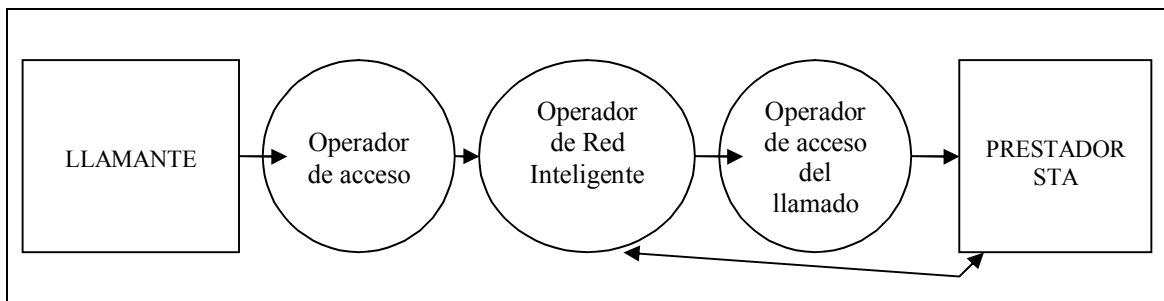 LLAMANTE
Operador
de acceso
Operador
de Red
Inteligente
Operador
de acceso
del
llamado
PRESTADOR
STA